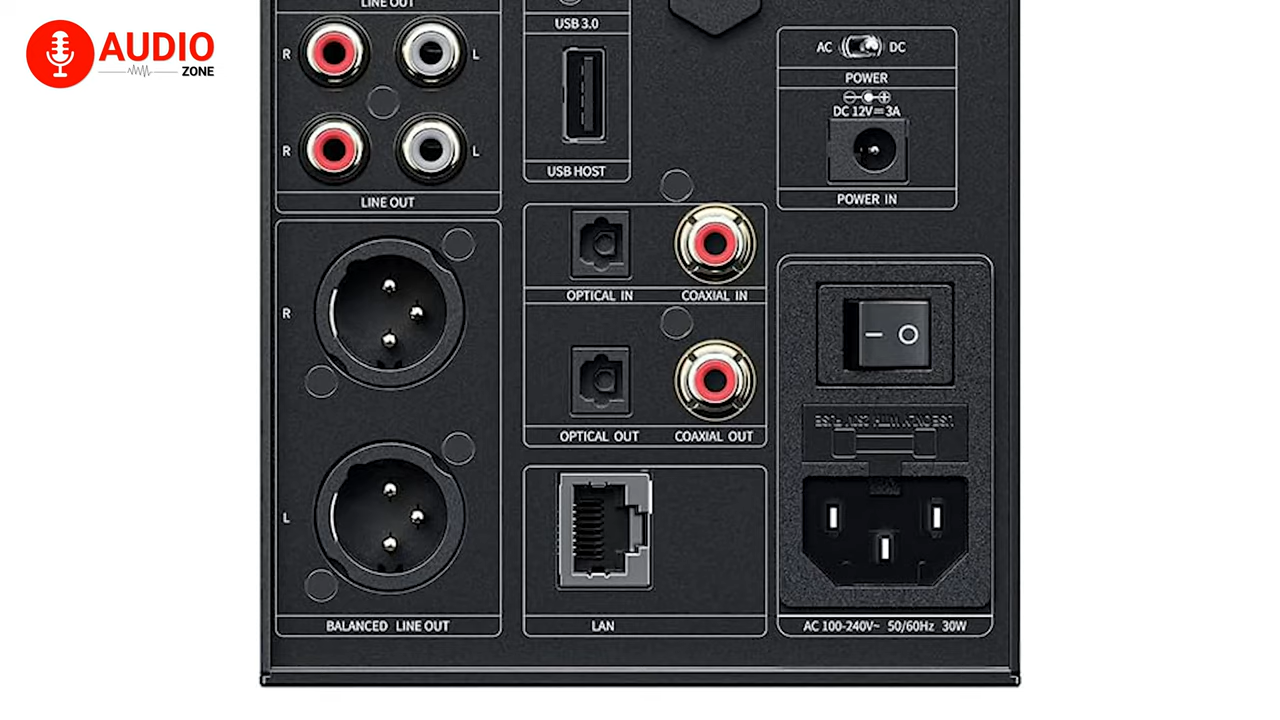 AUDIO
ZONE
LINE OUT
R
L
R
L
LINE OUT
R
L
BALANCED LINE OUT
USB 3.0
USB HOST
OPTICAL IN
COAXIAL IN
OPTICAL OUT
COAXIAL OUT
LAN
AC
DC
POWER
DC 12V⎓3A
POWER IN
AC 100-240V~ 50/60Hz 30W